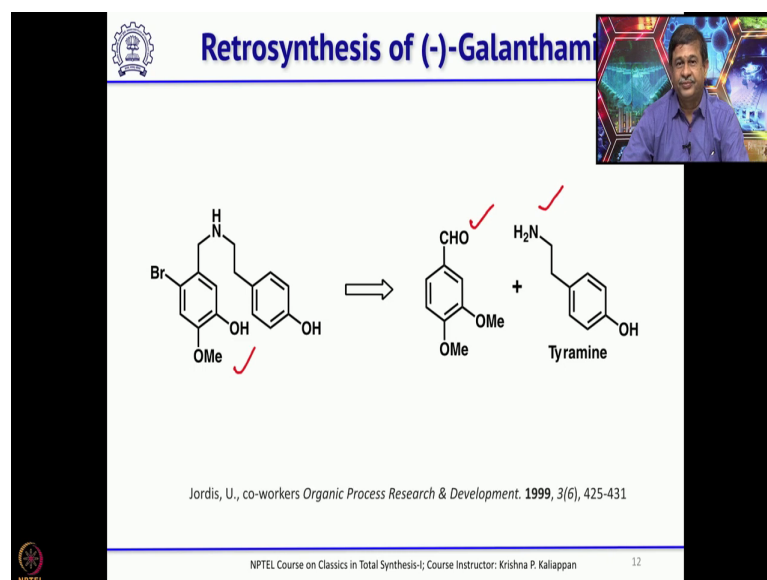 Retrosynthesis of (-)-Galanthami
H
N
Br
OH
OMe
OH
CHO
OMe
OMe
+
H₂N
OH
Tyramine
Jordis, U., co-workers Organic Process Research & Development. 1999, 3(6), 425-431
NPTEL Course on Classics in Total Synthesis-I; Course Instructor: Krishna P. Kaliappan
12